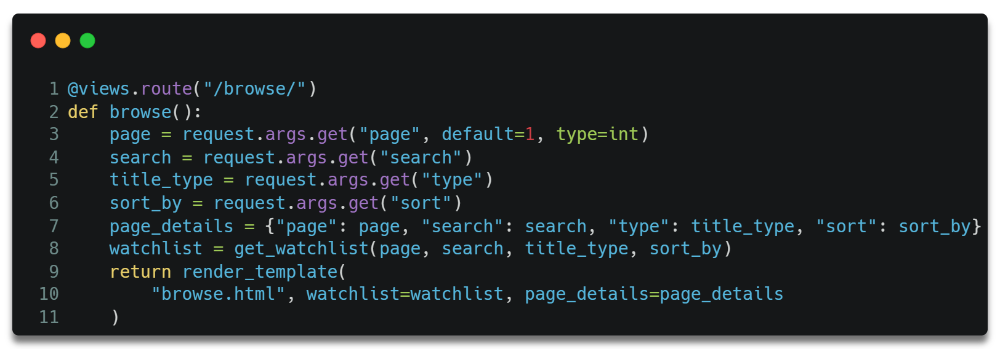 1 @views.route("/browse/")
2 def browse():
3     page = request.args.get("page", default=1, type=int)
4     search = request.args.get("search")
5     title_type = request.args.get("type")
6     sort_by = request.args.get("sort")
7     page_details = {"page": page, "search": search, "type": title_type, "sort": sort_by}
8     watchlist = get_watchlist(page, search, title_type, sort_by)
9     return render_template(
10         "browse.html", watchlist=watchlist, page_details=page_details
11     )